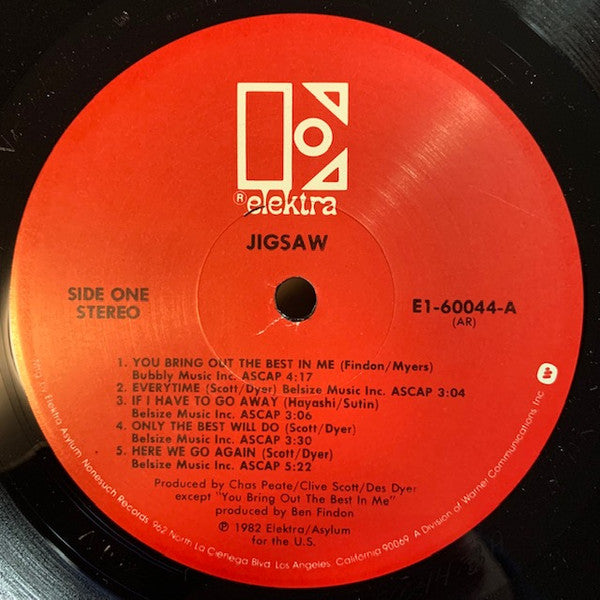 ® elektra
JIGSAW
SIDE ONE
STEREO
E1-60044-A
(AR)
1. YOU BRING OUT THE BEST IN ME (Findon/Myers)
Bubbly Music Inc. ASCAP 4:17
2. EVERYTIME (Scott/Dyer) Belsize Music Inc. ASCAP 3:04
3. IF I HAVE TO GO AWAY (Hayashi/Sutin)
Belsize Music Inc. ASCAP 3:06
4. ONLY THE BEST WILL DO (Scott/Dyer)
Belsize Music Inc. ASCAP 3:30
5. HERE WE GO AGAIN (Scott/Dyer)
Belsize Music Inc. ASCAP 5:22
Produced by Chas Peate/Clive Scott/Des Dyer
except "You Bring Out The Best In Me"
produced by Ben Findon
℗ 1982 Elektra/Asylum
for the U.S.
by Elektra Asylum Nonesuch Records, 962 North La Cienega Blvd. Los Angeles, California 90069. A Division of Warner Communications Inc.